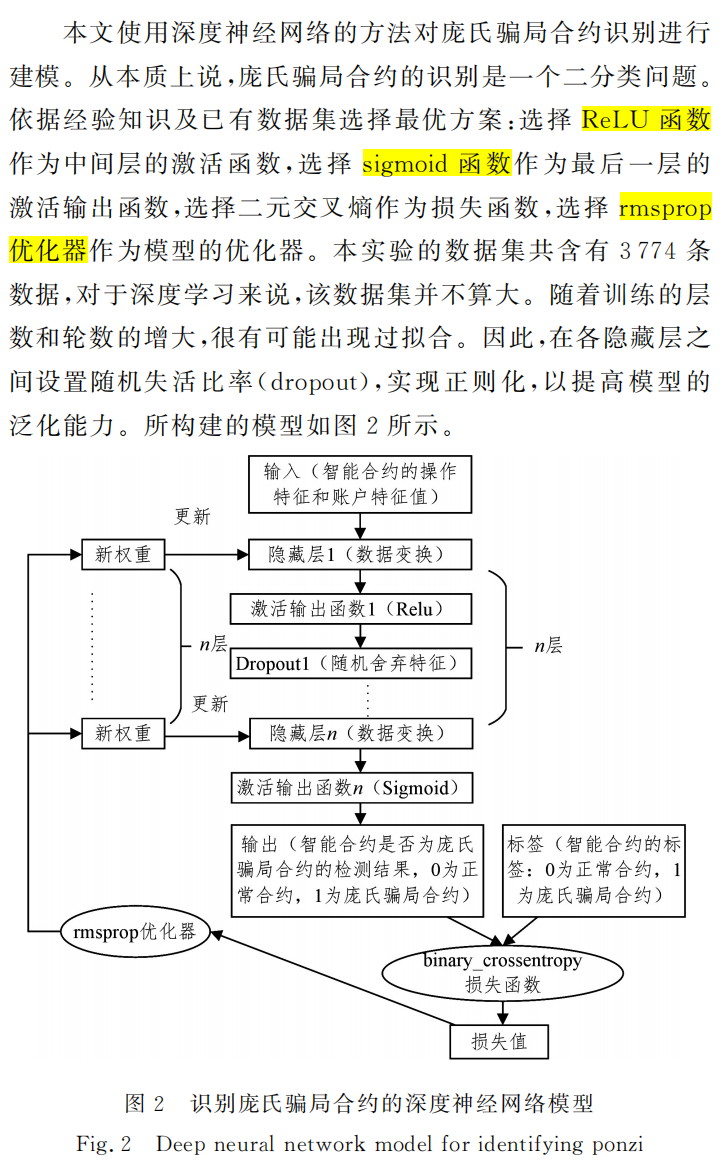 本文使用深度神经网络的方法对庞氏骗局合约识别进行
建模。从本质上说,庞氏骗局合约的识别是一个二分类问题。
依据经验知识及已有数据集选择最优方案:选择 ReLU 函数
作为中间层的激活函数,选择 sigmoid 函数作为最后一层的
激活输出函数,选择二元交叉熵作为损失函数,选择 rmsprop
优化器作为模型的优化器。本实验的数据集共含有 3 774 条
数据,对于深度学习来说,该数据集并不算大。随着训练的层
数和轮数的增大,很有可能出现过拟合。因此,在各隐藏层之
间设置随机失活比率(dropout),实现正则化,以提高模型的
泛化能力。所构建的模型如图 2 所示。
输入（智能合约的操作
特征和账户特征值）
更新
新权重
隐藏层1（数据变换）
激活输出函数1（Relu）
n层
n层
Dropout1（随机舍弃特征）
更新
新权重
隐藏层n（数据变换）
激活输出函数n（Sigmoid）
输出（智能合约是否为庞氏
骗局合约的检测结果，0为正
常合约，1为庞氏骗局合约）
标签（智能合约的标
签：0为正常合约，1
为庞氏骗局合约）
rmsprop优化器
binary_crossentropy
损失函数
损失值
图 2 识别庞氏骗局合约的深度神经网络模型
Fig. 2 Deep neural network model for identifying ponzi